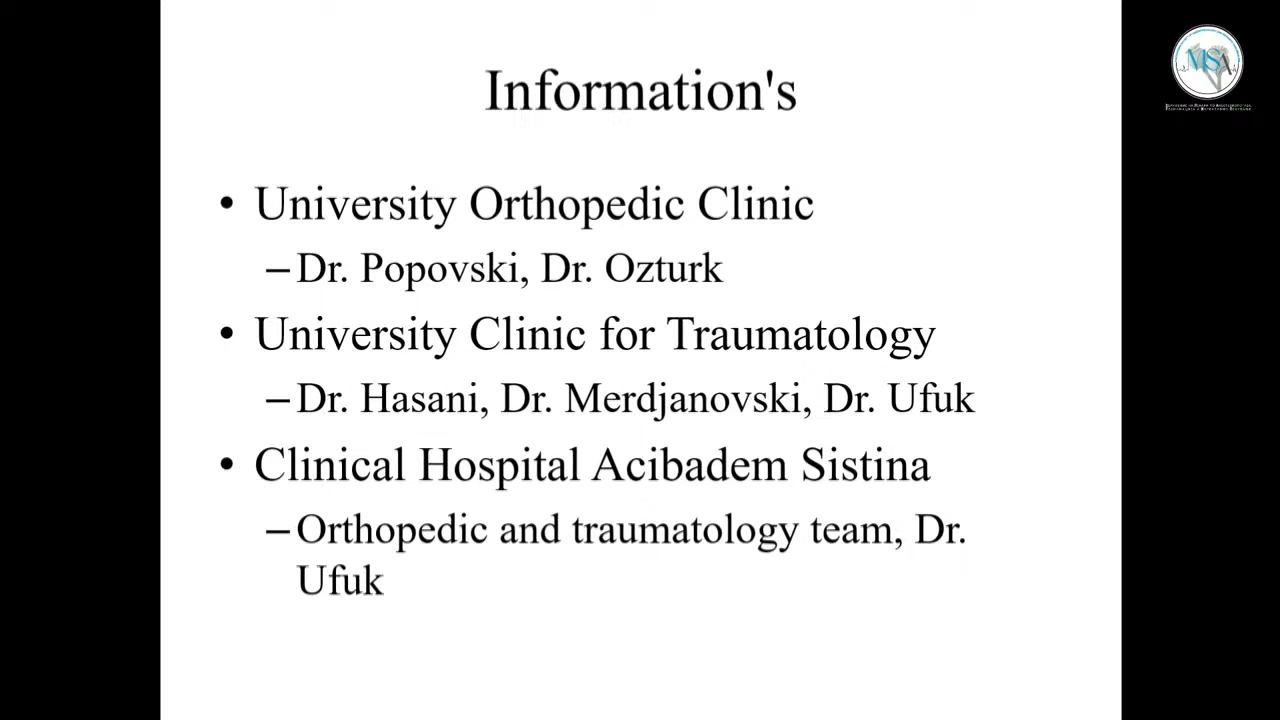 Information's
• University Orthopedic Clinic
– Dr. Popovski, Dr. Ozturk
• University Clinic for Traumatology
– Dr. Hasani, Dr. Merdjanovski, Dr. Ufuk
• Clinical Hospital Acibadem Sistina
– Orthopedic and traumatology team, Dr.
Ufuk
MSA